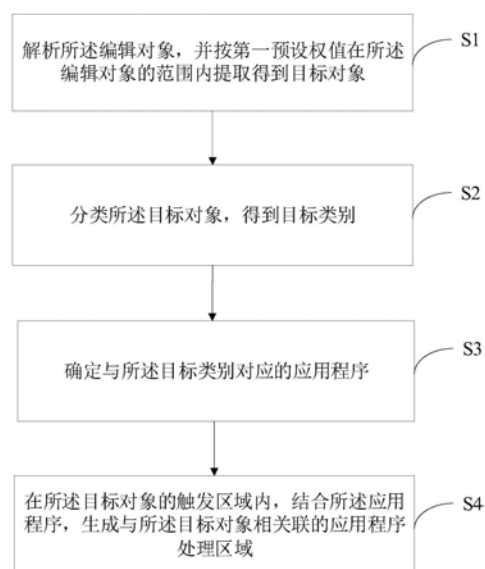 解析所述编辑对象，并按第一预设权值在所述
编辑对象的范围内提取得到目标对象
S1
分类所述目标对象，得到目标类别
S2
确定与所述目标类别对应的应用程序
S3
在所述目标对象的触发区域内，结合所述应用
程序，生成与所述目标对象相关联的应用程序
处理区域
S4